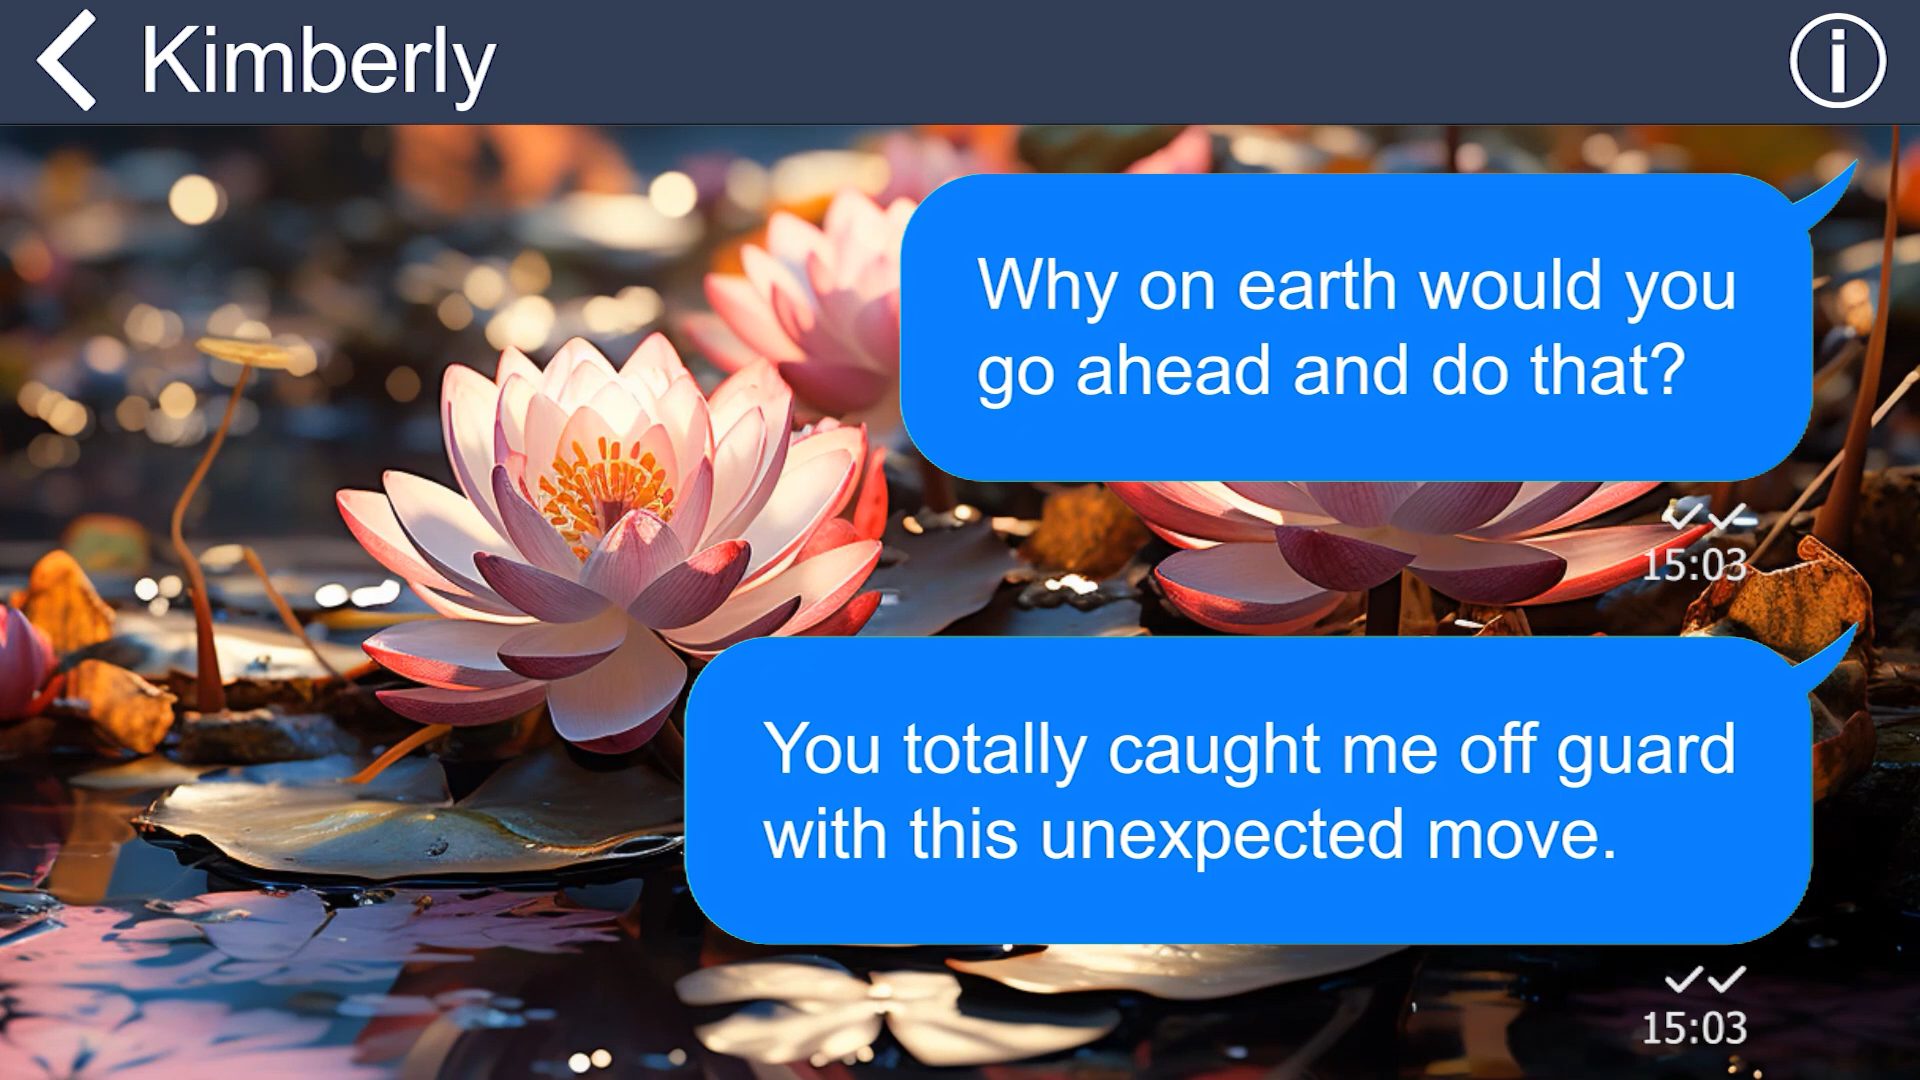 Kimberly
Why on earth would you
go ahead and do that?
15:03
You totally caught me off guard
with this unexpected move.
15:03